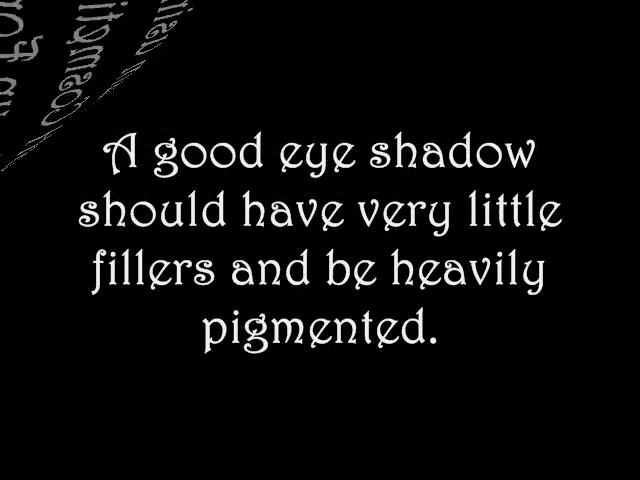 A good eye shadow
should have very little
fillers and be heavily
pigmented.